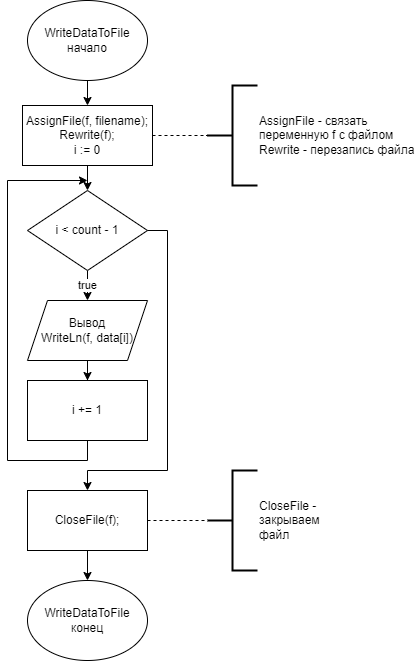 WriteDataToFile
начало
AssignFile(f, filename);
Rewrite(f);
i := 0
AssignFile - связать
переменную f с файлом
Rewrite - перезапись файла
i < count - 1
true
Вывод
WriteLn(f, data[i])
i += 1
CloseFile(f);
CloseFile -
закрываем
файл
WriteDataToFile
конец